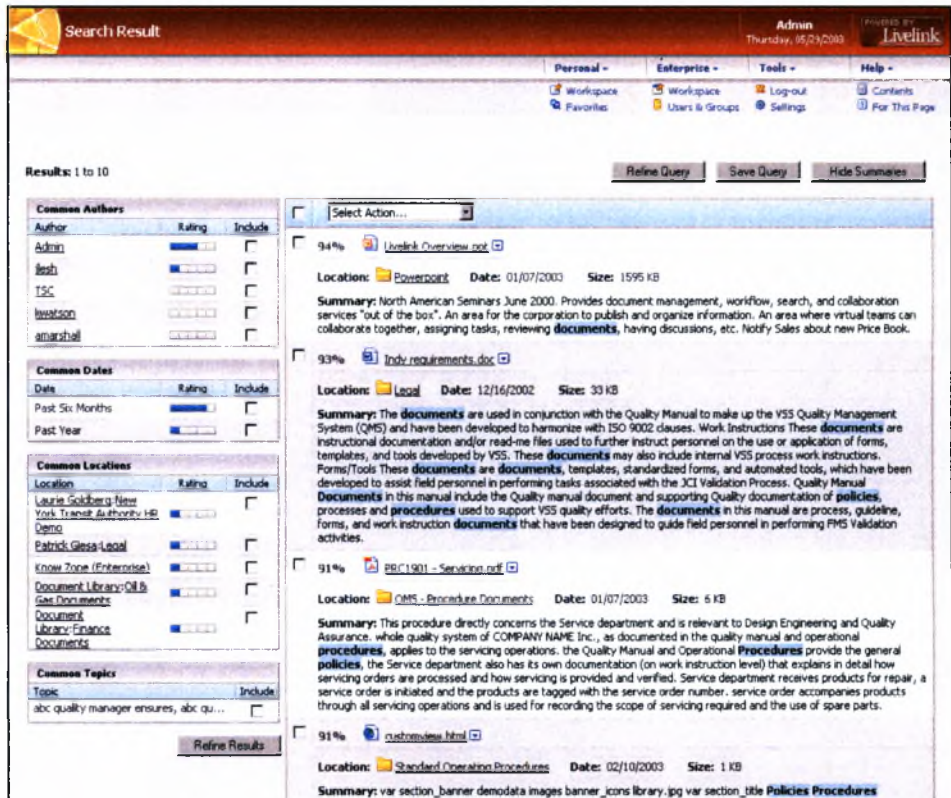 Search Result
Admin
Thursday, 05/29/2003
POWERED BY
Livelink
Personal
Enterprise
Tools
Help
Workspace
Workspace
Log-out
Contents
Favorites
Users & Groups
Settings
For This Page
Results: 1 to 10
Refine Query
Save Query
Hide Summaries
Common Authors
Author Rating Include
Admin
ilesh
TSC
kwatson
amarshall
Common Dates
Date Rating Include
Past Six Months
Past Year
Common Locations
Location Rating Include
Laurie Goldberg:New
York Transit Authority HR
Demo
Patrick Glesa:Legal
Know Zone (Enterprise)
Document Library:Oil &
Gas Documents
Document
Library:Finance
Documents
Common Topics
Topic Include
abc quality manager ensures, abc qu...
Refine Results
Select Action...
94% Livelink Overview.pot
Location: Powerpoint Date: 01/07/2003 Size: 1595 KB
Summary: North American Seminars June 2000. Provides document management, workflow, search, and collaboration
services "out of the box". An area for the corporation to publish and organize information. An area where virtual teams can
collaborate together, assigning tasks, reviewing documents, having discussions, etc. Notify Sales about new Price Book.
93% Indy requirements.doc
Location: Legal Date: 12/16/2002 Size: 33 KB
Summary: The documents are used in conjunction with the Quality Manual to make up the VSS Quality Management
System (QMS) and have been developed to harmonize with ISO 9002 clauses. Work Instructions These documents are
instructional documentation and/or read-me files used to further instruct personnel on the use or application of forms,
templates, and tools developed by VSS. These documents may also include internal VSS process work instructions.
Forms/Tools These documents are documents, templates, standardized forms, and automated tools, which have been
developed to assist field personnel in performing tasks associated with the JCI Validation Process. Quality Manual
Documents in this manual include the Quality manual document and supporting Quality documentation of policies,
processes and procedures used to support VSS quality efforts. The documents in this manual are process, guideline,
forms, and work instruction documents that have been designed to guide field personnel in performing FMS Validation
activities.
91% PRC1901 - Servicing.pdf
Location: QMS - Procedure Documents Date: 01/07/2003 Size: 6 KB
Summary: This procedure directly concerns the Service department and is relevant to Design Engineering and Quality
Assurance. whole quality system of COMPANY NAME Inc., as documented in the quality manual and operational
procedures, applies to the servicing operations. the Quality Manual and Operational Procedures provide the general
policies, the Service department also has its own documentation (on work instruction level) that explains in detail how
servicing orders are processed and how servicing is provided and verified. Service department receives products for repair, a
service order is initiated and the products are tagged with the service order number. service order accompanies products
through all servicing operations and is used for recording the scope of servicing required and the use of spare parts.
91% customview.html
Location: Standard Operating Procedures Date: 02/10/2003 Size: 1 KB
Summary: var section_banner demodata images banner_icons library.jpg var section_title Policies Procedures